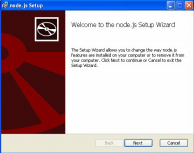 node.js Setup
Welcome to the node.js Setup Wizard
The Setup Wizard allows you to change the way node js
features are installed on your computer or to remove it from
your computer. Click Next to continue or Cancel to exit the
Setup Wizard.
Back
Next
Cancel